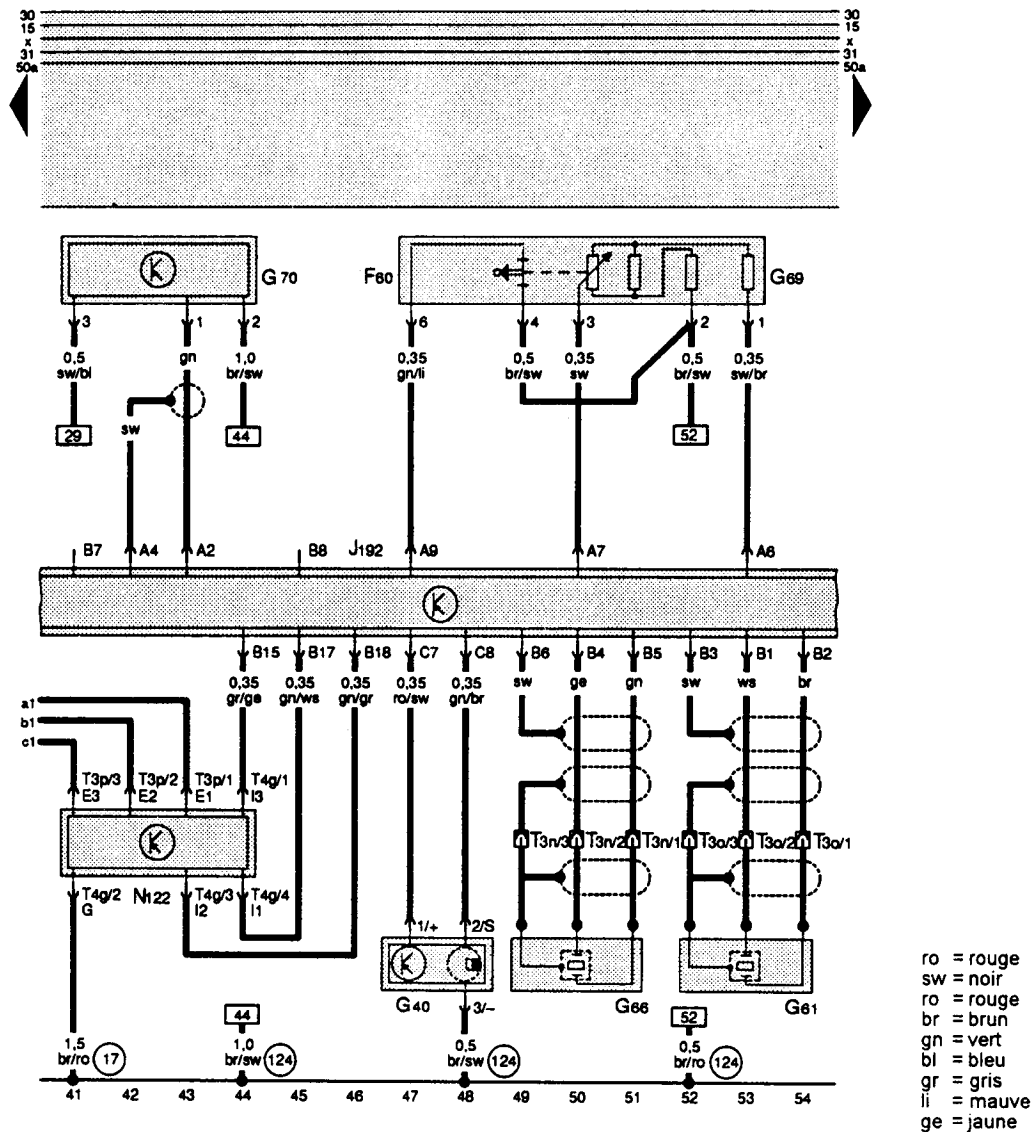 30 30
15 15
x x
31 31
50a 50a
G70 F60 G69
3 1 2 6 4 3 2 1
0,5 gn 1,0 0,35 0,5 0,35 0,5 0,35
sw/bl br/sw gn/li br/sw sw br/sw sw/br
29 sw 44 52
B7 A4 A2 B8 J192 A9 A7 A6
B15 B17 B18 C7 C8 B6 B4 B5 B3 B1 B2
0,35 0,35 0,35 0,35 0,35 sw ge gn sw ws br
gr/ge gn/ws gn/gr ro/sw gn/br
a1
b1
c1
T3p/3 T3p/2 T3p/1 T4g/1
E3 E2 E1 I3
T3n/3 T3n/2 T3n/1 T3o/3 T3o/2 T3o/1
T4g/2 N122 T4g/3 T4g/4
G I2 I1
1/+ 2/S
G40 3/– G66 G61
44 52
1,5 1,0 0,5 0,5
br/ro 17 br/sw 124 br/sw 124 br/ro 124
41 42 43 44 45 46 47 48 49 50 51 52 53 54
ro = rouge
sw = noir
ro = rouge
br = brun
gn = vert
bl = bleu
gr = gris
li = mauve
ge = jaune